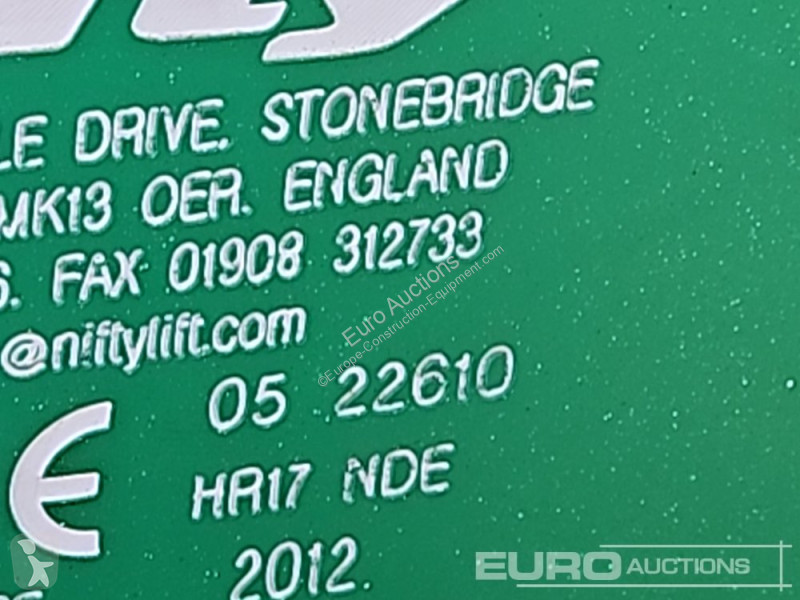 LE DRIVE. STONEBRIDGE
MK13 OER. ENGLAND
FAX 01908 312733
@niftylift.com
05 22610
CE
HR17 NDE
2012.
Euro Auctions
©Europe-Construction-Equipment.com
EURO AUCTIONS